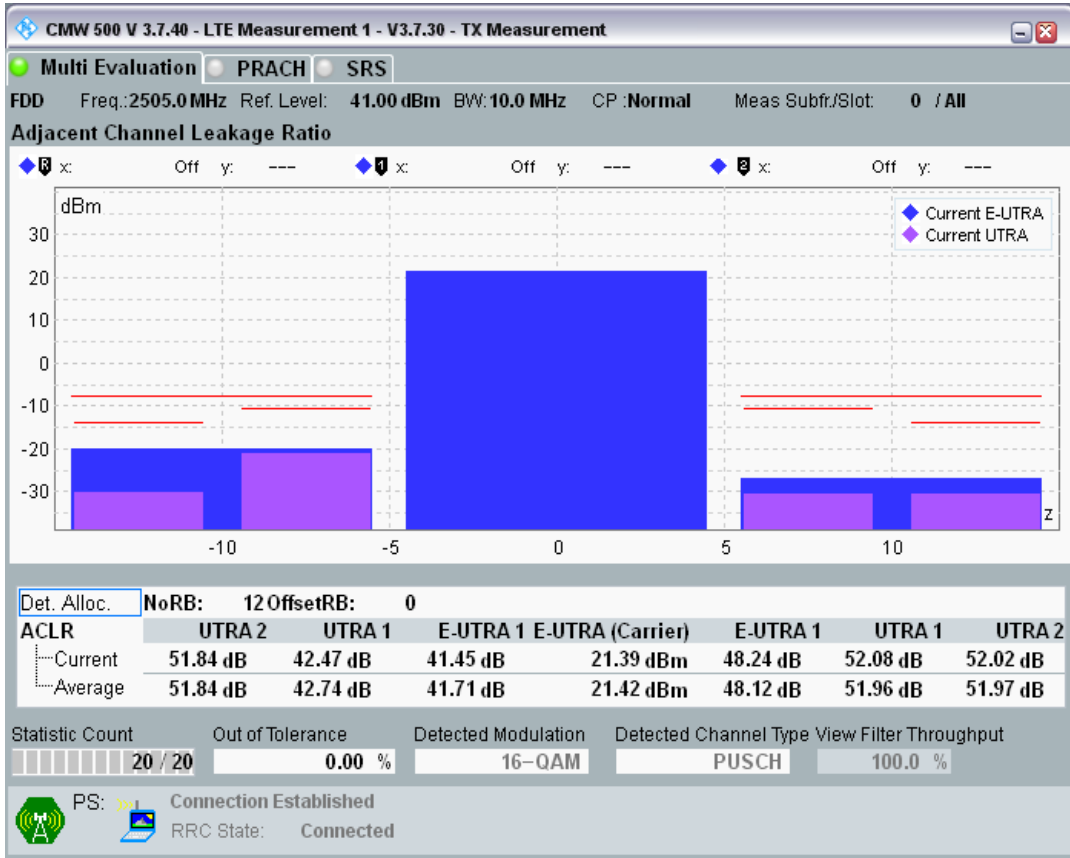 CMW 500 V 3.7.40 - LTE Measurement 1 - V3.7.30 - TX Measurement
Multi Evaluation PRACH SRS
FDD Freq.:2505.0 MHz Ref. Level: 41.00 dBm BW: 10.0 MHz CP :Normal Meas Subfr./Slot: 0 / All
Adjacent Channel Leakage Ratio
R x: Off y: --- 1 x: Off y: --- 2 x: Off y: ---
dBm
Current E-UTRA
Current UTRA
30
20
10
0
-10
-20
-30
z
-10 -5 0 5 10
Det. Alloc. NoRB: 12 OffsetRB: 0
ACLR UTRA 2 UTRA 1 E-UTRA 1 E-UTRA (Carrier) E-UTRA 1 UTRA 1 UTRA 2
Current 51.84 dB 42.47 dB 41.45 dB 21.39 dBm 48.24 dB 52.08 dB 52.02 dB
Average 51.84 dB 42.74 dB 41.71 dB 21.42 dBm 48.12 dB 51.96 dB 51.97 dB
Statistic Count Out of Tolerance Detected Modulation Detected Channel Type View Filter Throughput
20 / 20 0.00 % 16-QAM PUSCH 100.0 %
PS: Connection Established
RRC State: Connected